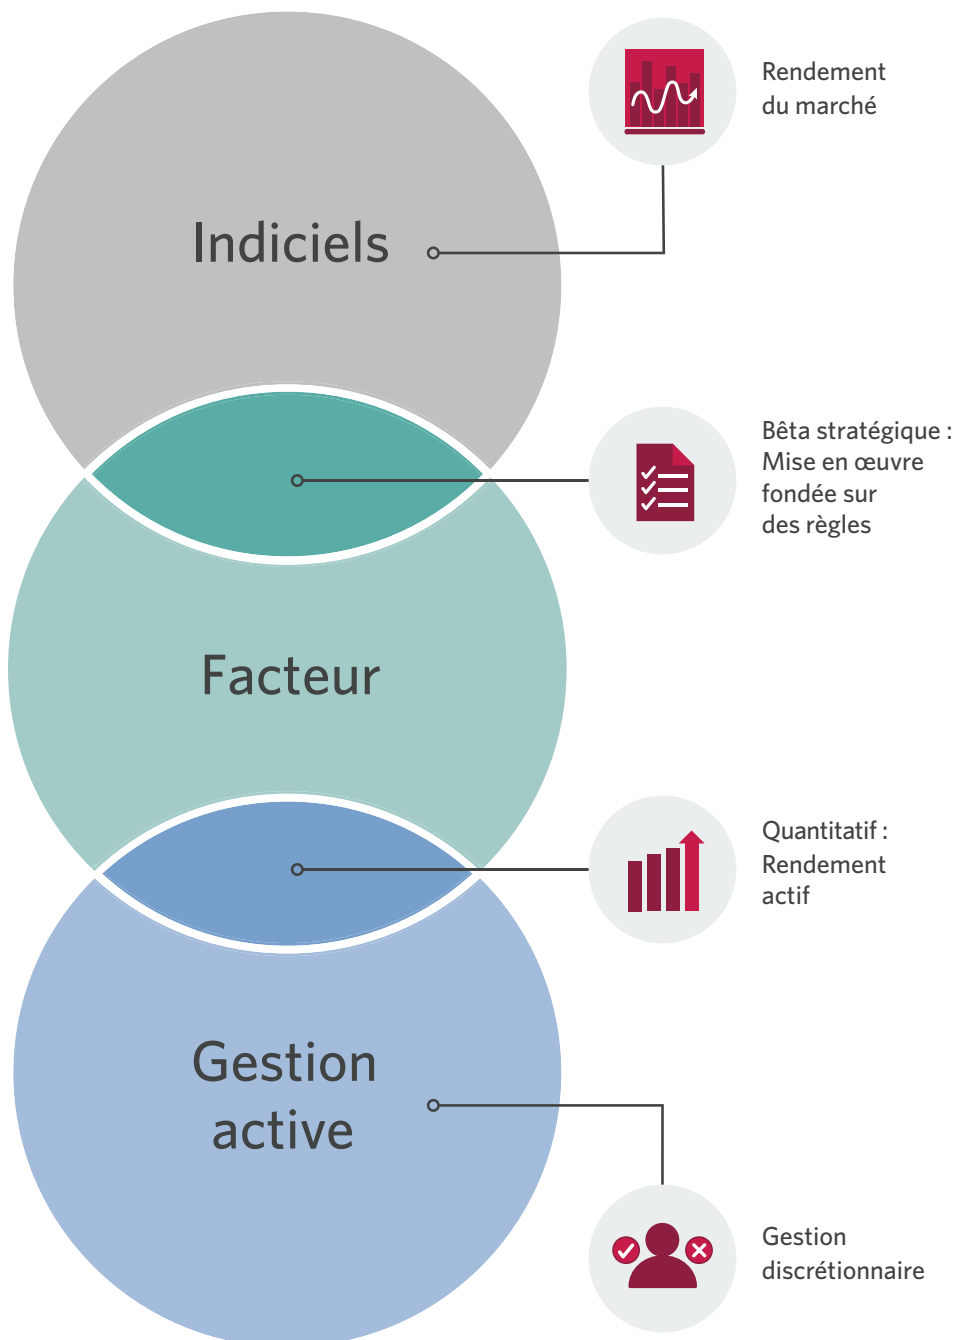 Rendement
du marché
Indiciels
Bêta stratégique :
Mise en œuvre
fondée sur
des règles
Facteur
Quantitatif :
Rendement
actif
Gestion
active
Gestion
discrétionnaire